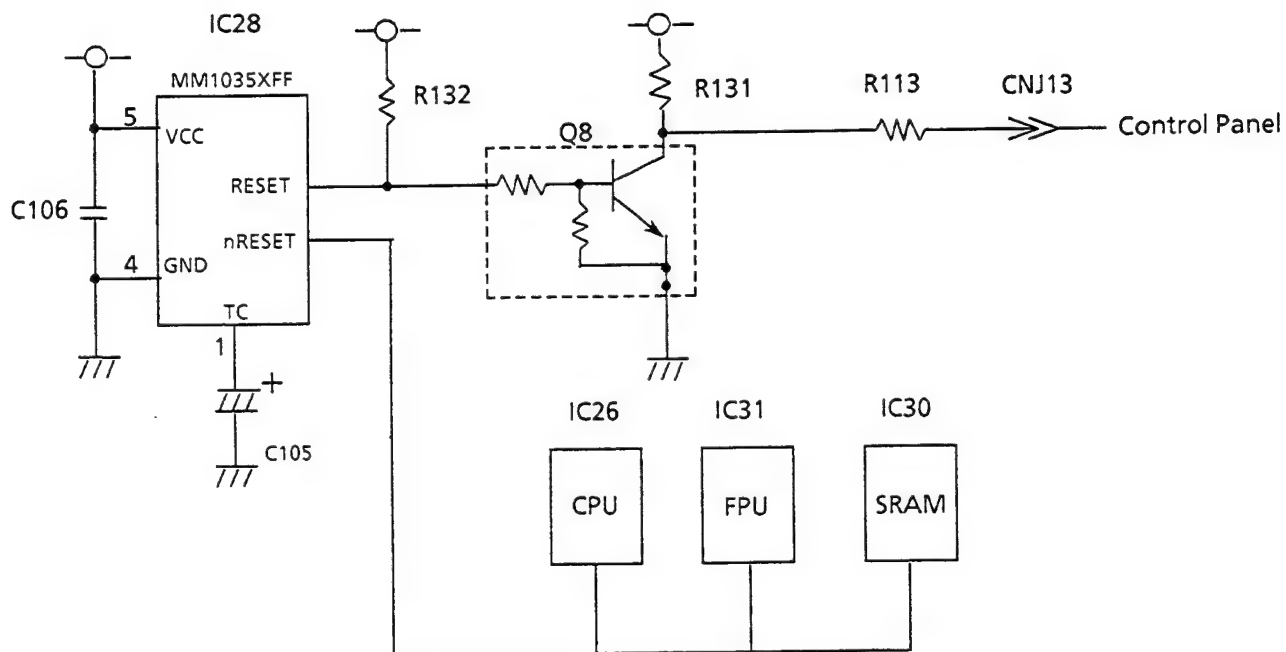 IC28
MM1035XFF
R132
R131
R113
CNJ13
Control Panel
5
VCC
Q8
RESET
C106
nRESET
4
GND
TC
1
+
C105
IC26
IC31
IC30
CPU
FPU
SRAM